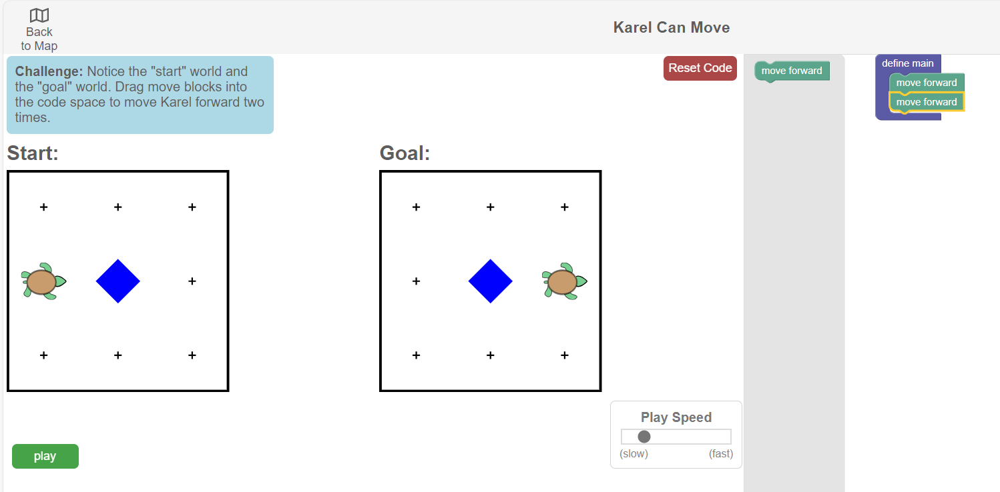 Back
to Map
Karel Can Move
Challenge: Notice the "start" world and
the "goal" world. Drag move blocks into
the code space to move Karel forward two
times.
Reset Code
move forward
define main
move forward
move forward
Start:
Goal:
Play Speed
(slow)
(fast)
play